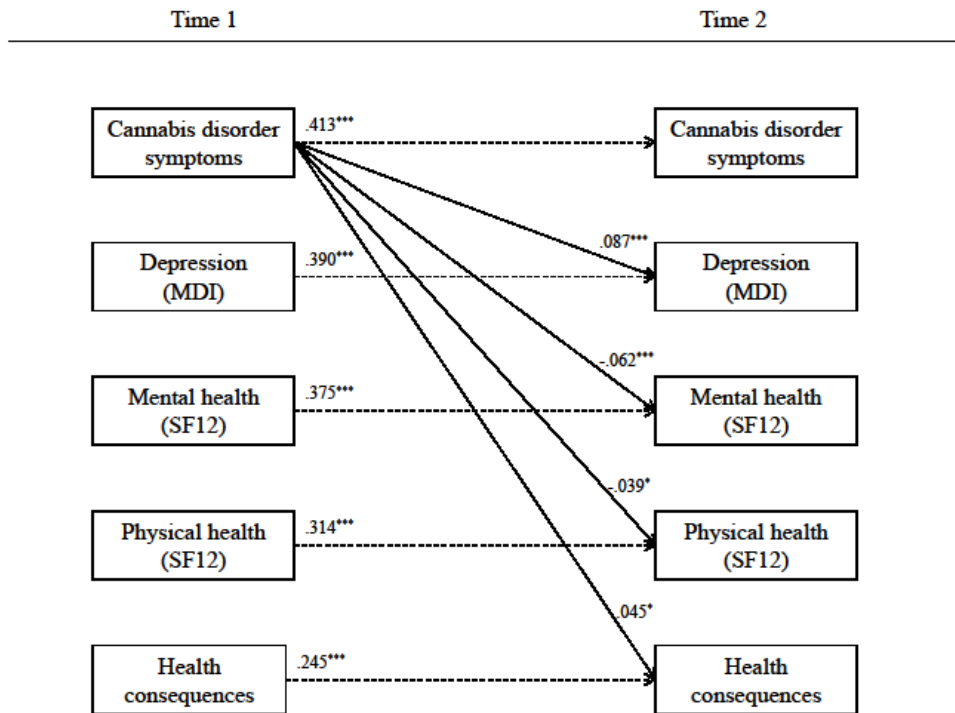 Time 1
Time 2
.413***
Cannabis disorder
symptoms
Cannabis disorder
symptoms
.087***
.390***
Depression
(MDI)
Depression
(MDI)
-.062***
.375***
Mental health
(SF12)
Mental health
(SF12)
-.039*
.314***
Physical health
(SF12)
Physical health
(SF12)
.045*
.245***
Health
consequences
Health
consequences